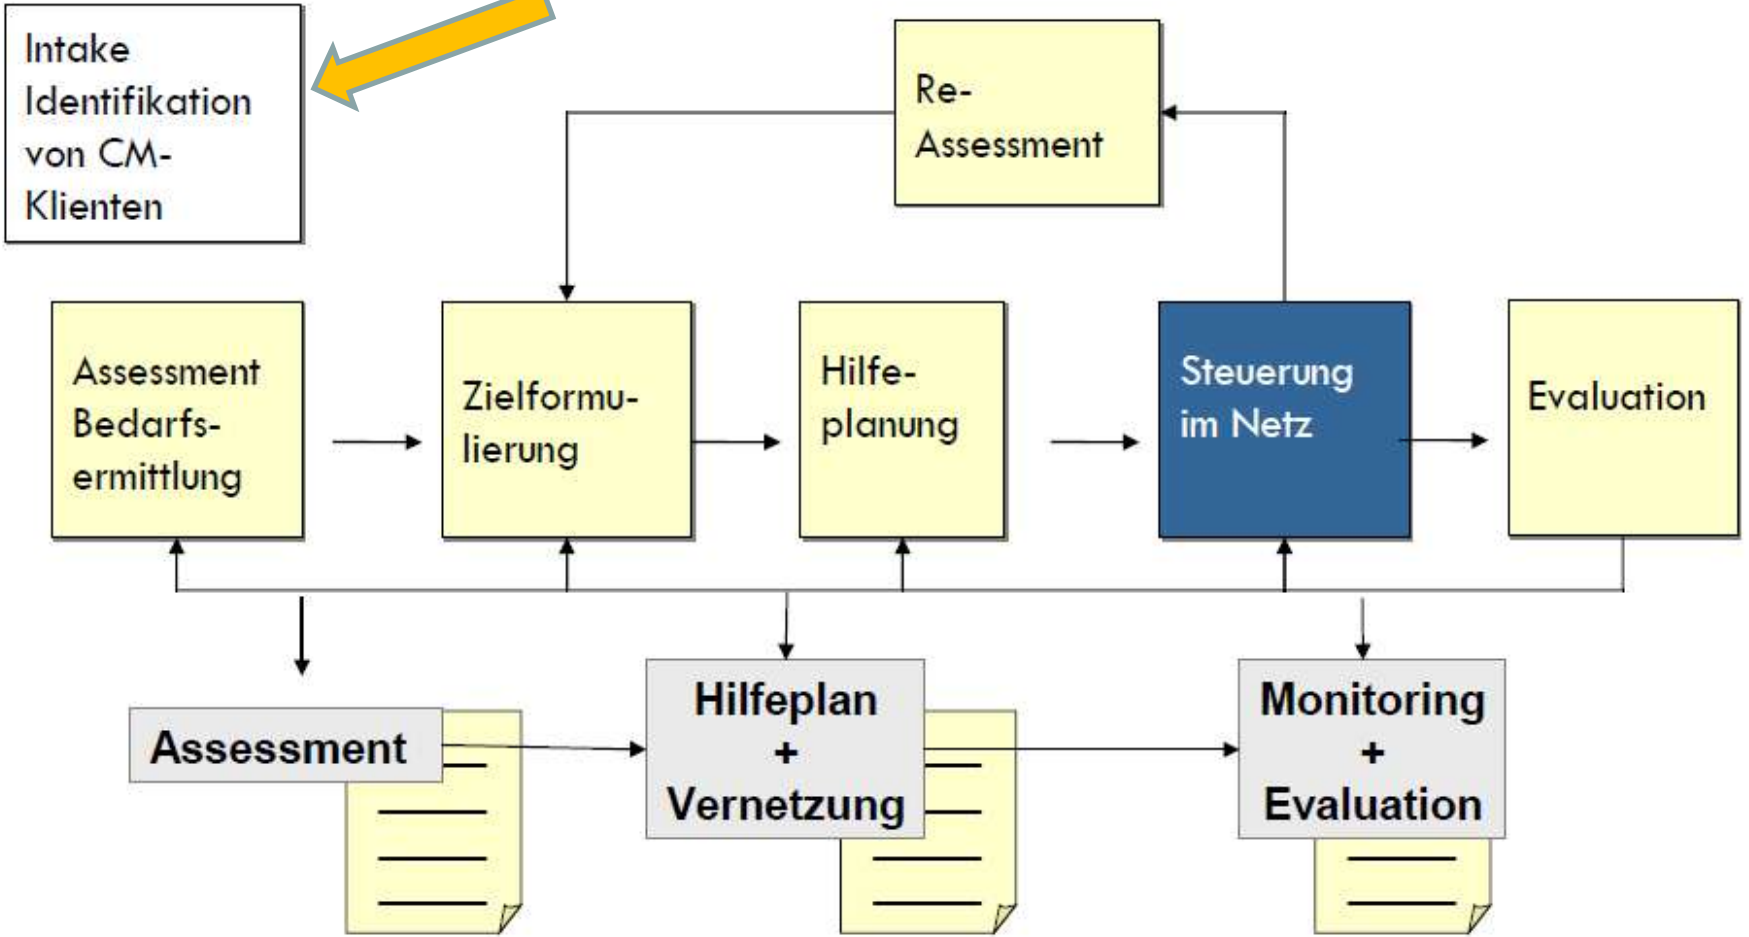 Intake
Identifikation
von CM-
Klienten
Re-
Assessment
Assessment
Bedarfs-
ermittlung
Zielformu-
lierung
Hilfe-
planung
Steuerung
im Netz
Evaluation
Assessment
Hilfeplan
+
Vernetzung
Monitoring
+
Evaluation